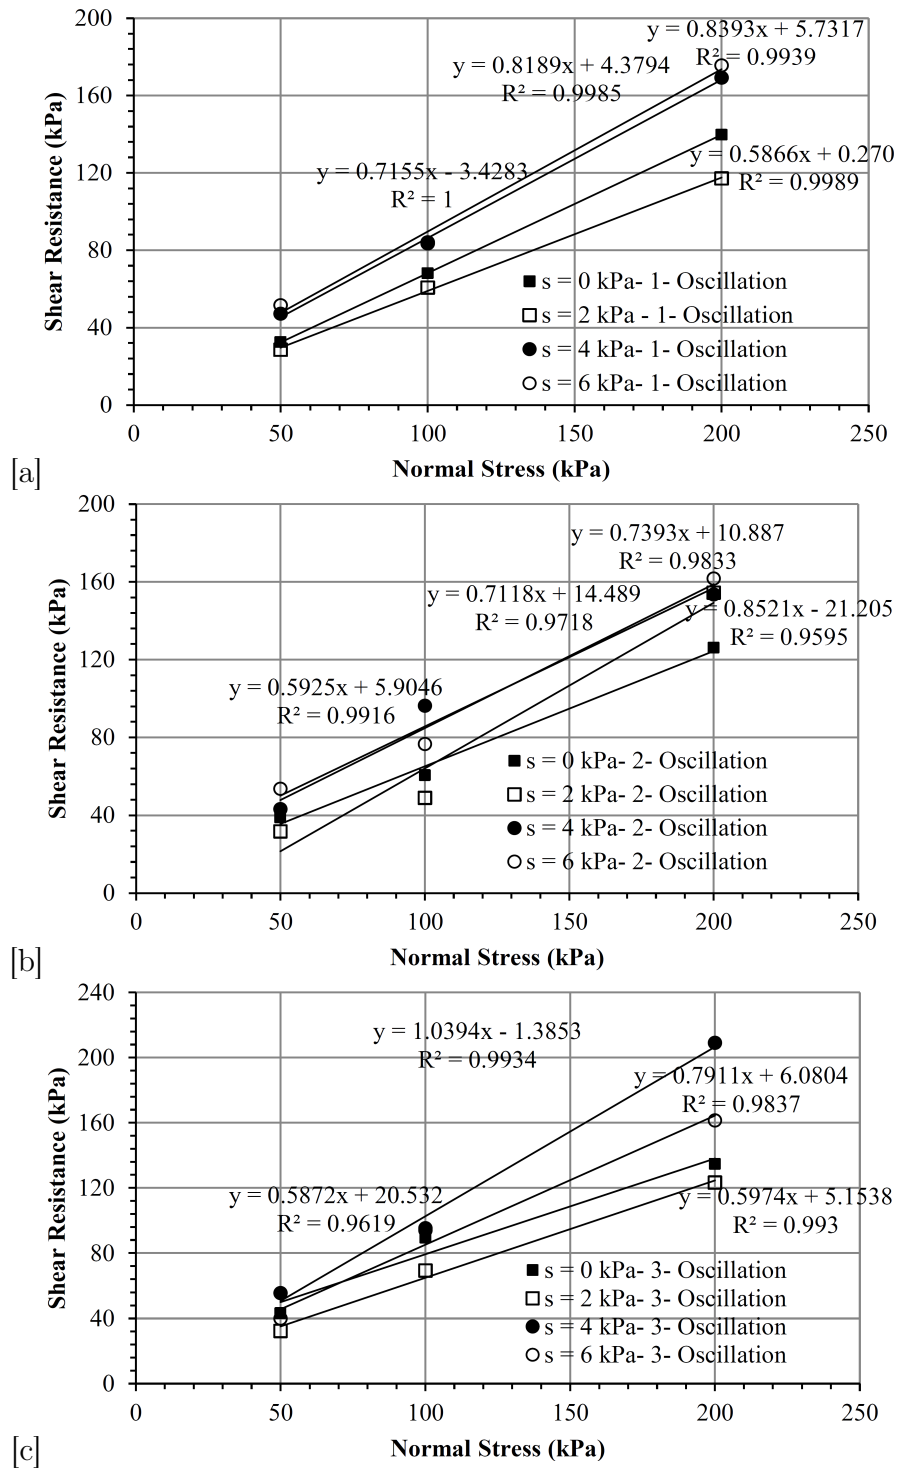 200
160
120
80
40
0
Shear Resistance (kPa)
y = 0.8393x + 5.7317
R² = 0.9939
y = 0.8189x + 4.3794
R² = 0.9985
y = 0.7155x - 3.4283
R² = 1
y = 0.5866x + 0.270
R² = 0.9989
s = 0 kPa- 1- Oscillation
s = 2 kPa - 1- Oscillation
s = 4 kPa- 1- Oscillation
s = 6 kPa- 1- Oscillation
0 50 100 150 200 250
Normal Stress (kPa)
[a]
200
160
120
80
40
0
Shear Resistance (kPa)
y = 0.7393x + 10.887
R² = 0.9833
y = 0.7118x + 14.489
R² = 0.9718
y = 0.8521x - 21.205
R² = 0.9595
y = 0.5925x + 5.9046
R² = 0.9916
s = 0 kPa- 2- Oscillation
s = 2 kPa- 2- Oscillation
s = 4 kPa- 2- Oscillation
s = 6 kPa- 2- Oscillation
0 50 100 150 200 250
Normal Stress (kPa)
[b]
240
200
160
120
80
40
0
Shear Resistance (kPa)
y = 1.0394x - 1.3853
R² = 0.9934
y = 0.7911x + 6.0804
R² = 0.9837
y = 0.5872x + 20.532
R² = 0.9619
y = 0.5974x + 5.1538
R² = 0.993
s = 0 kPa- 3- Oscillation
s = 2 kPa- 3- Oscillation
s = 4 kPa- 3- Oscillation
s = 6 kPa- 3- Oscillation
0 50 100 150 200 250
Normal Stress (kPa)
[c]